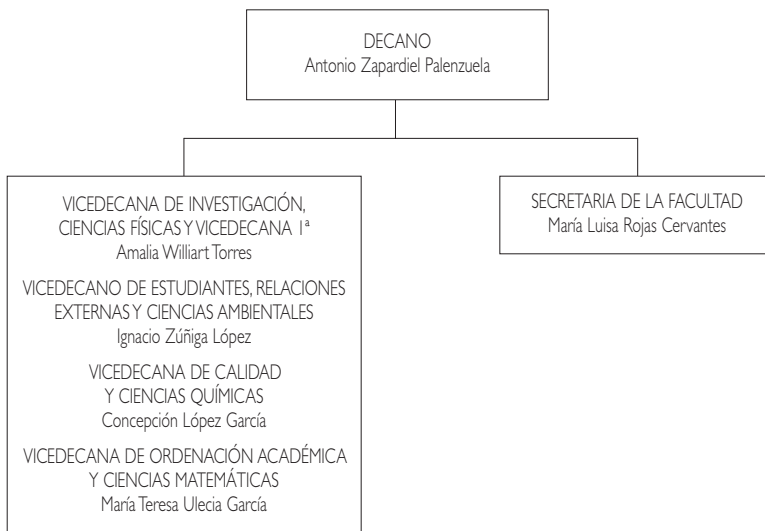 DECANO
Antonio Zapardiel Palenzuela
VICEDECANA DE INVESTIGACIÓN,
CIENCIAS FÍSICAS Y VICEDECANA 1ª
Amalia Williart Torres
VICEDECANO DE ESTUDIANTES, RELACIONES
EXTERNAS Y CIENCIAS AMBIENTALES
Ignacio Zúñiga López
VICEDECANA DE CALIDAD
Y CIENCIAS QUÍMICAS
Concepción López García
VICEDECANA DE ORDENACIÓN ACADÉMICA
Y CIENCIAS MATEMÁTICAS
María Teresa Ulecia García
SECRETARIA DE LA FACULTAD
María Luisa Rojas Cervantes